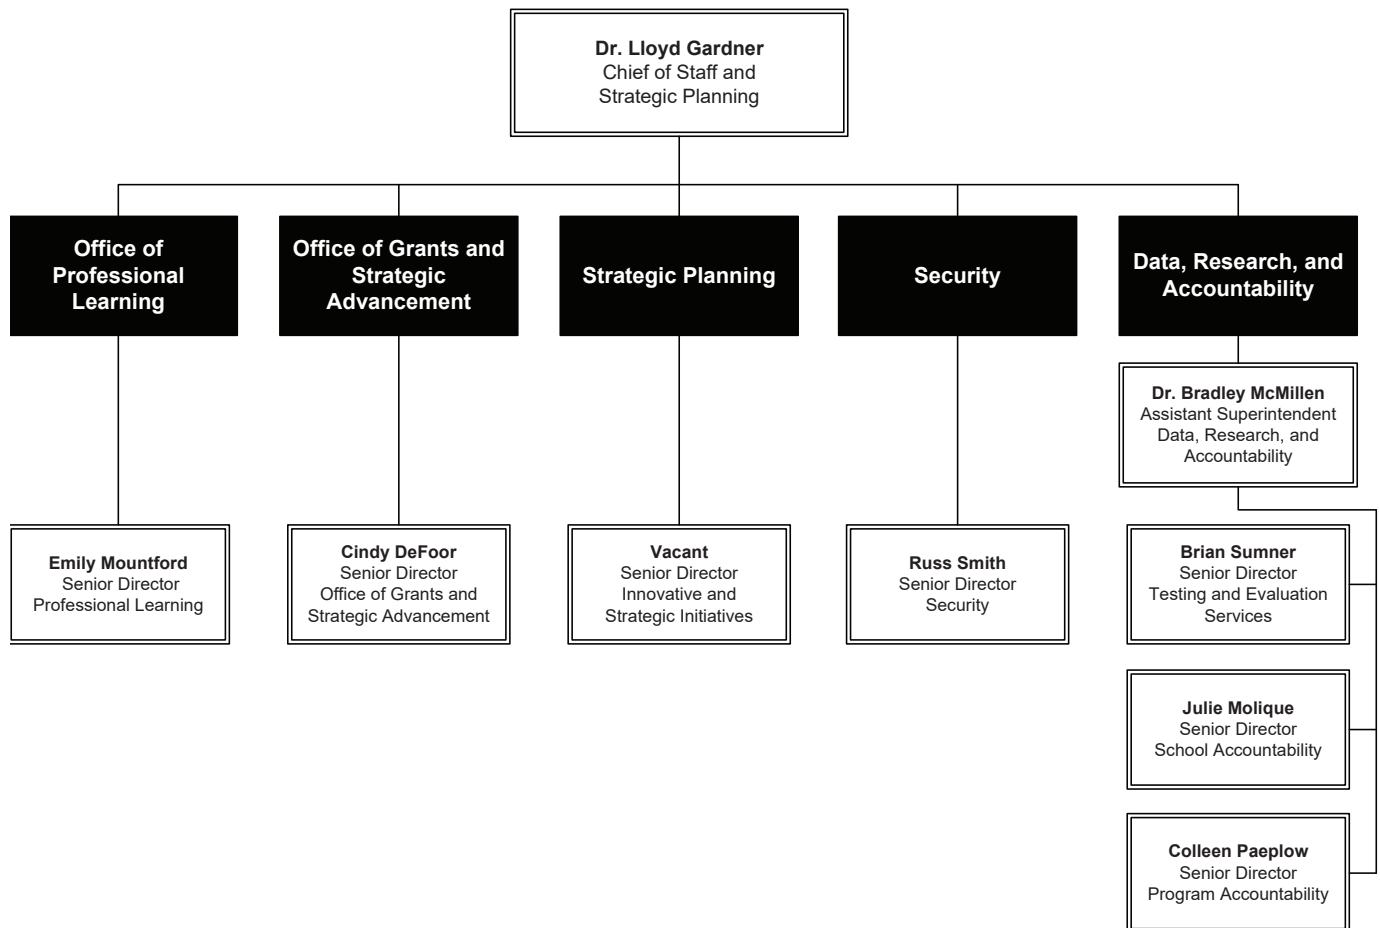 Dr. Lloyd Gardner
Chief of Staff and
Strategic Planning
Office of
Professional
Learning
Office of Grants and
Strategic
Advancement
Strategic Planning
Security
Data, Research, and
Accountability
Dr. Bradley McMillen
Assistant Superintendent
Data, Research, and
Accountability
Emily Mountford
Senior Director
Professional Learning
Cindy DeFoor
Senior Director
Office of Grants and
Strategic Advancement
Vacant
Senior Director
Innovative and
Strategic Initiatives
Russ Smith
Senior Director
Security
Brian Sumner
Senior Director
Testing and Evaluation
Services
Julie Molique
Senior Director
School Accountability
Colleen Paeplow
Senior Director
Program Accountability